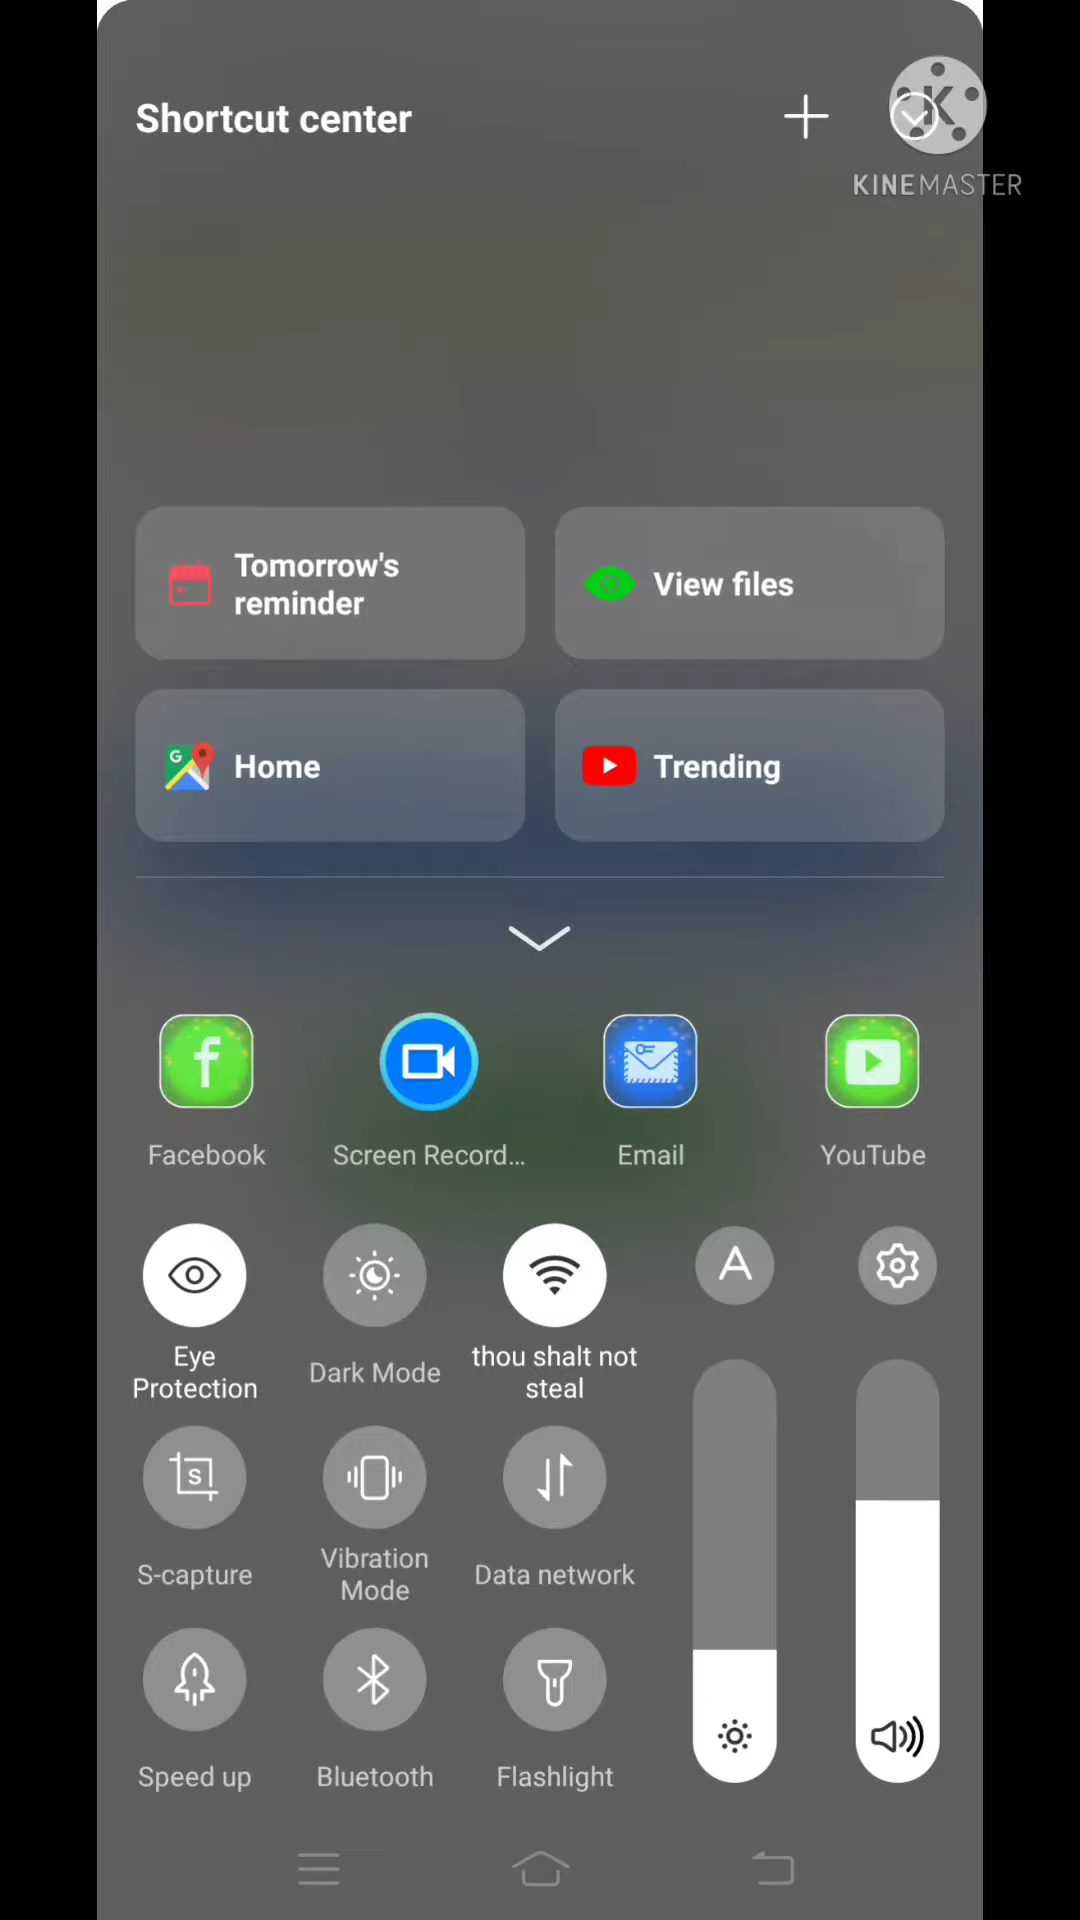 Shortcut center
KINEMASTER
Tomorrow's
reminder
View files
Home
Trending
Facebook
Screen Record...
Email
YouTube
Eye
Protection
Dark Mode
thou shalt not
steal
A
S-capture
Vibration
Mode
Data network
Speed up
Bluetooth
Flashlight